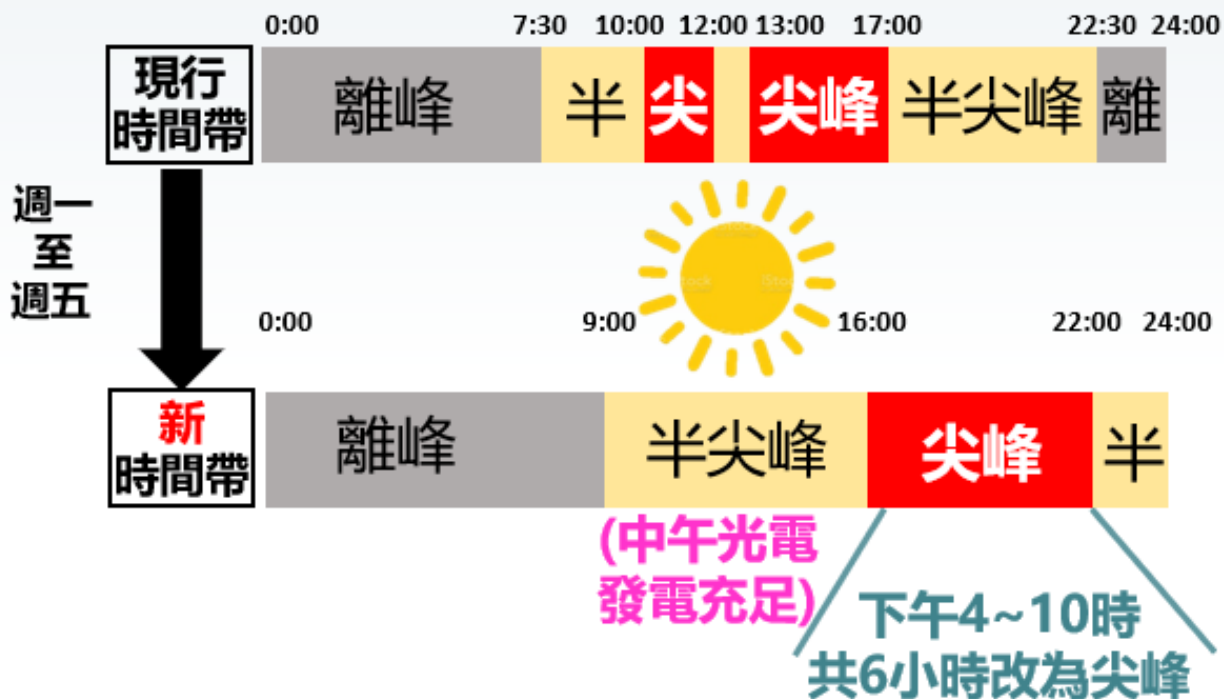 0:00 7:30 10:00 12:00 13:00 17:00 22:30 24:00
現行
時間帶
離峰 半 尖 尖峰 半尖峰 離
週一
至
週五
iStock
0:00 9:00 16:00 22:00 24:00
新
時間帶
離峰 半尖峰 尖峰 半
(中午光電
發電充足)
下午4~10時
共6小時改為尖峰